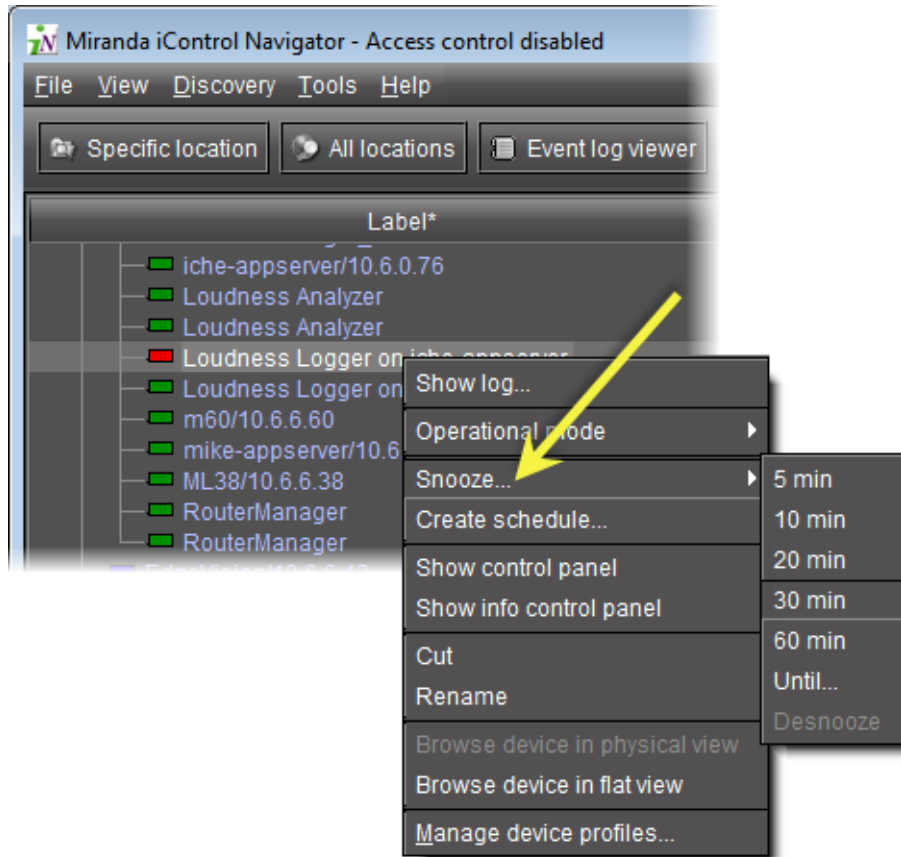 iN Miranda iControl Navigator - Access control disabled
File View Discovery Tools Help
Specific location All locations Event log viewer
Label*
iche-appserver/10.6.0.76
Loudness Analyzer
Loudness Analyzer
Loudness Logger on iche-appserver
Loudness Logger on
m60/10.6.6.60
mike-appserver/10.6
ML38/10.6.6.38
RouterManager
RouterManager
Show log...
Operational mode
Snooze...
Create schedule...
Show control panel
Show info control panel
Cut
Rename
Browse device in physical view
Browse device in flat view
Manage device profiles...
5 min
10 min
20 min
30 min
60 min
Until...
Desnooze